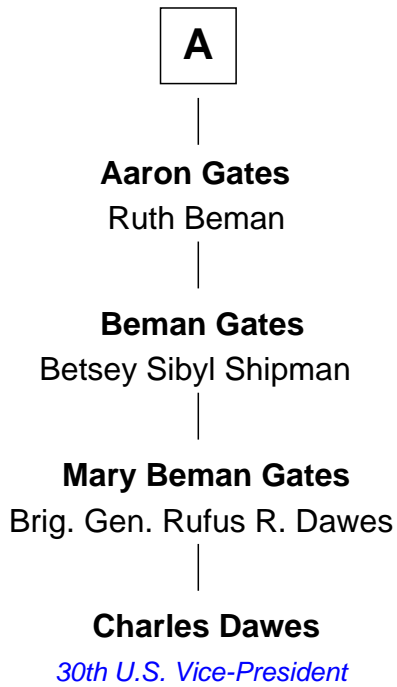 A
Aaron Gates
Ruth Beman
Beman Gates
Betsey Sibyl Shipman
Mary Beman Gates
Brig. Gen. Rufus R. Dawes
Charles Dawes
30th U.S. Vice-President